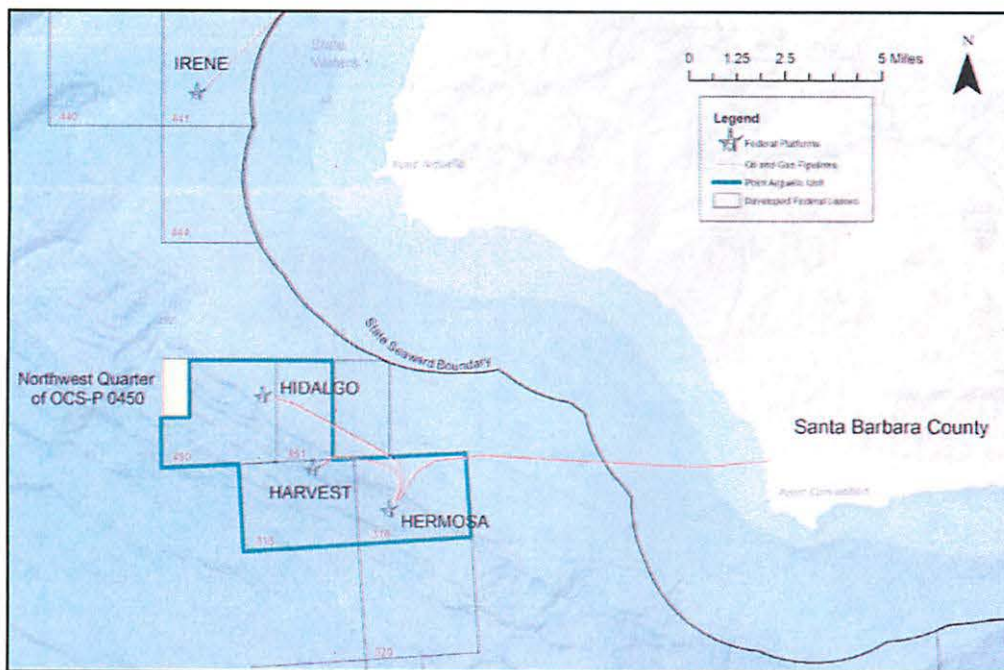 IRENE
State
Waters
440
441
Point Arguello
444
N
0 1.25 2.5 5 Miles
Legend
Federal Platforms
Oil and Gas Pipelines
Point Arguello Unit
Developed Federal Leases
State Seaward Boundary
Northwest Quarter
of OCS-P 0450
HIDALGO
450
451
HARVEST
HERMOSA
315
316
Santa Barbara County
Point Conception